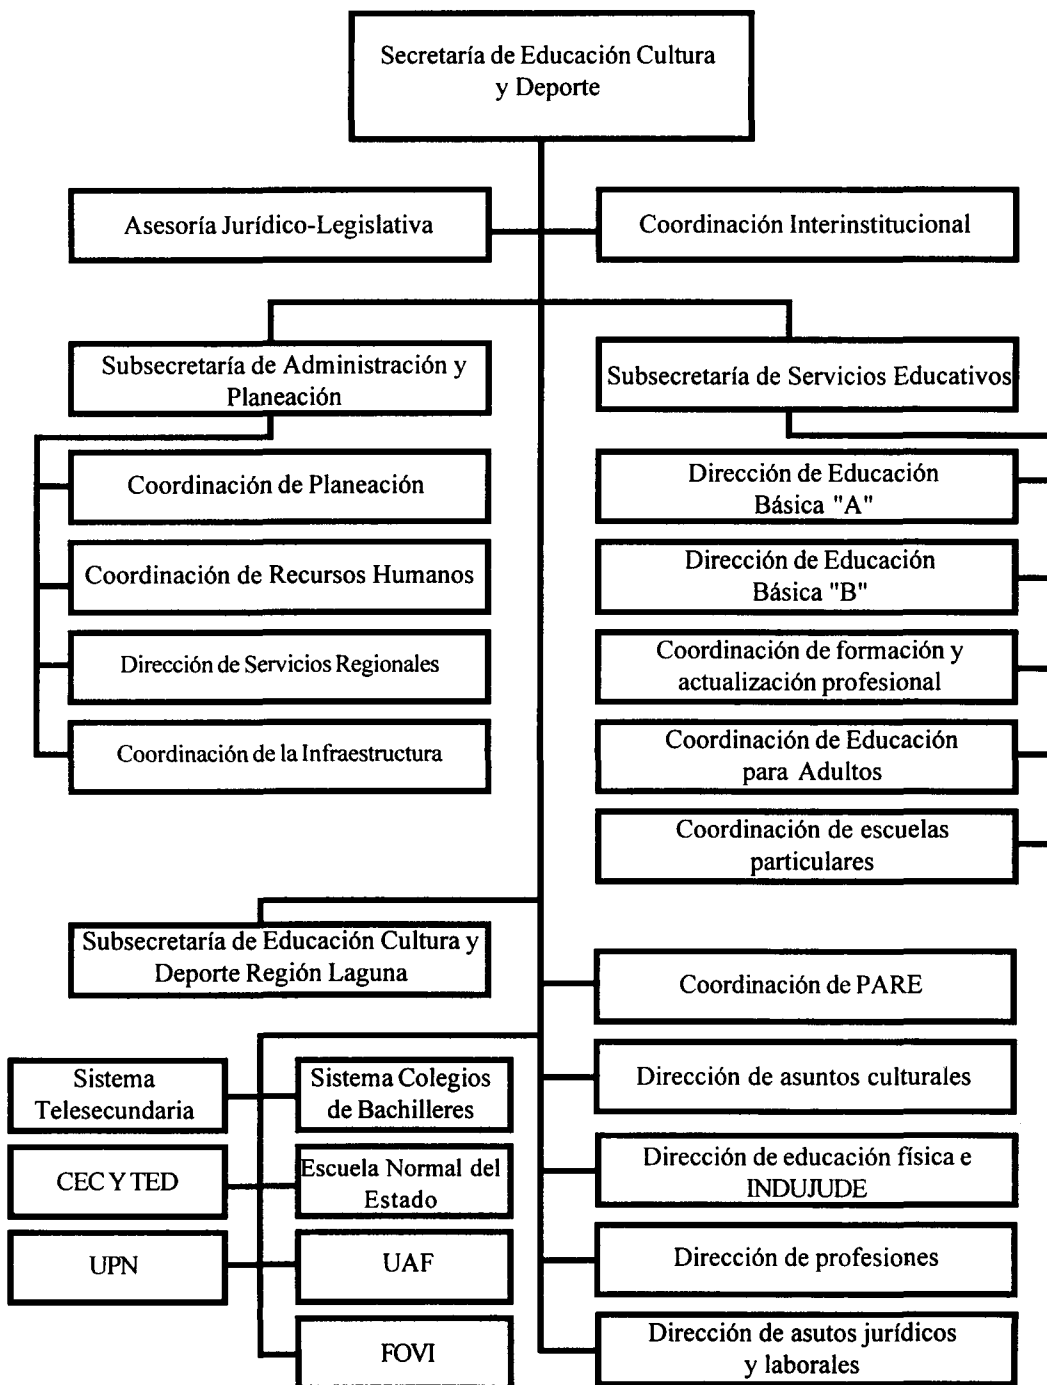 Secretaría de Educación Cultura
y Deporte
Asesoría Jurídico-Legislativa
Coordinación Interinstitucional
Subsecretaría de Administración y
Planeación
Subsecretaría de Servicios Educativos
Coordinación de Planeación
Dirección de Educación
Básica "A"
Coordinación de Recursos Humanos
Dirección de Educación
Básica "B"
Dirección de Servicios Regionales
Coordinación de formación y
actualización profesional
Coordinación de la Infraestructura
Coordinación de Educación
para Adultos
Coordinación de escuelas
particulares
Subsecretaría de Educación Cultura y
Deporte Región Laguna
Coordinación de PARE
Sistema
Telesecundaria
Sistema Colegios
de Bachilleres
Dirección de asuntos culturales
CEC Y TED
Escuela Normal del
Estado
Dirección de educación física e
INDUJUDE
UPN
UAF
Dirección de profesiones
FOVI
Dirección de asutos jurídicos
y laborales